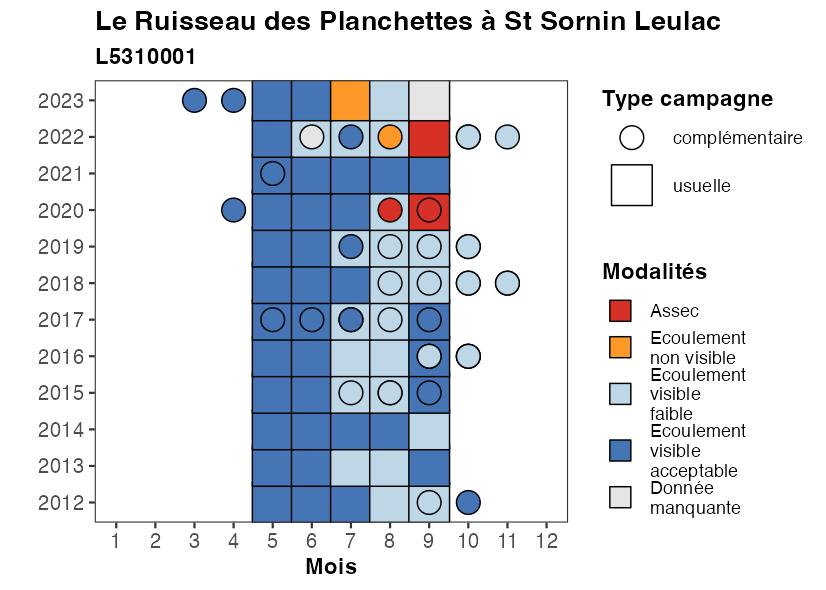 Le Ruisseau des Planchettes à St Sornin Leulac
L5310001
2023
2022
2021
2020
2019
2018
2017
2016
2015
2014
2013
2012
1 2 3 4 5 6 7 8 9 10 11 12
Mois
Type campagne
complémentaire
usuelle
Modalités
Assec
Ecoulement
non visible
Ecoulement
visible
faible
Ecoulement
visible
acceptable
Donnée
manquante